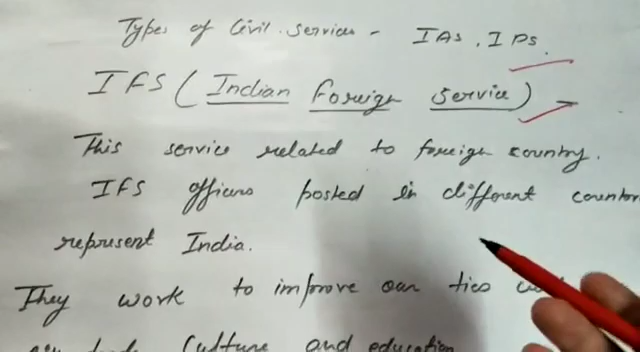 Types of Civil Services - IAS, IPS.
IFS (Indian Foreign Service) -
This service related to foreign country.
IFS officers posted in different
represent India.
They work to improve our ties
Culture and education